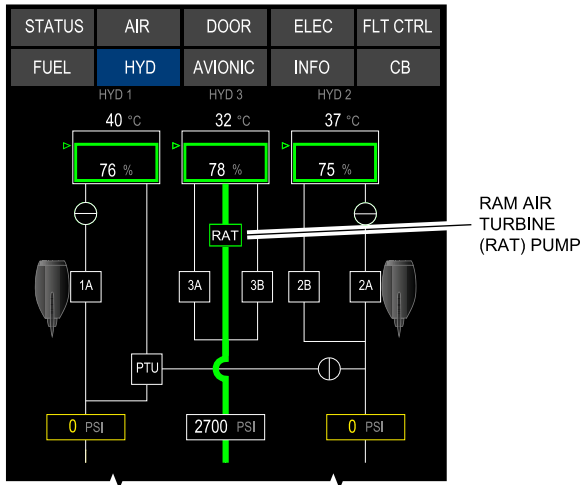 STATUS AIR DOOR ELEC FLT CTRL
FUEL HYD AVIONIC INFO CB
HYD 1 HYD 3 HYD 2
40 °C 32 °C 37 °C
76 % 78 % 75 %
RAT
RAM AIR
TURBINE
(RAT) PUMP
1A 3A 3B 2B 2A
PTU
0 PSI 2700 PSI 0 PSI